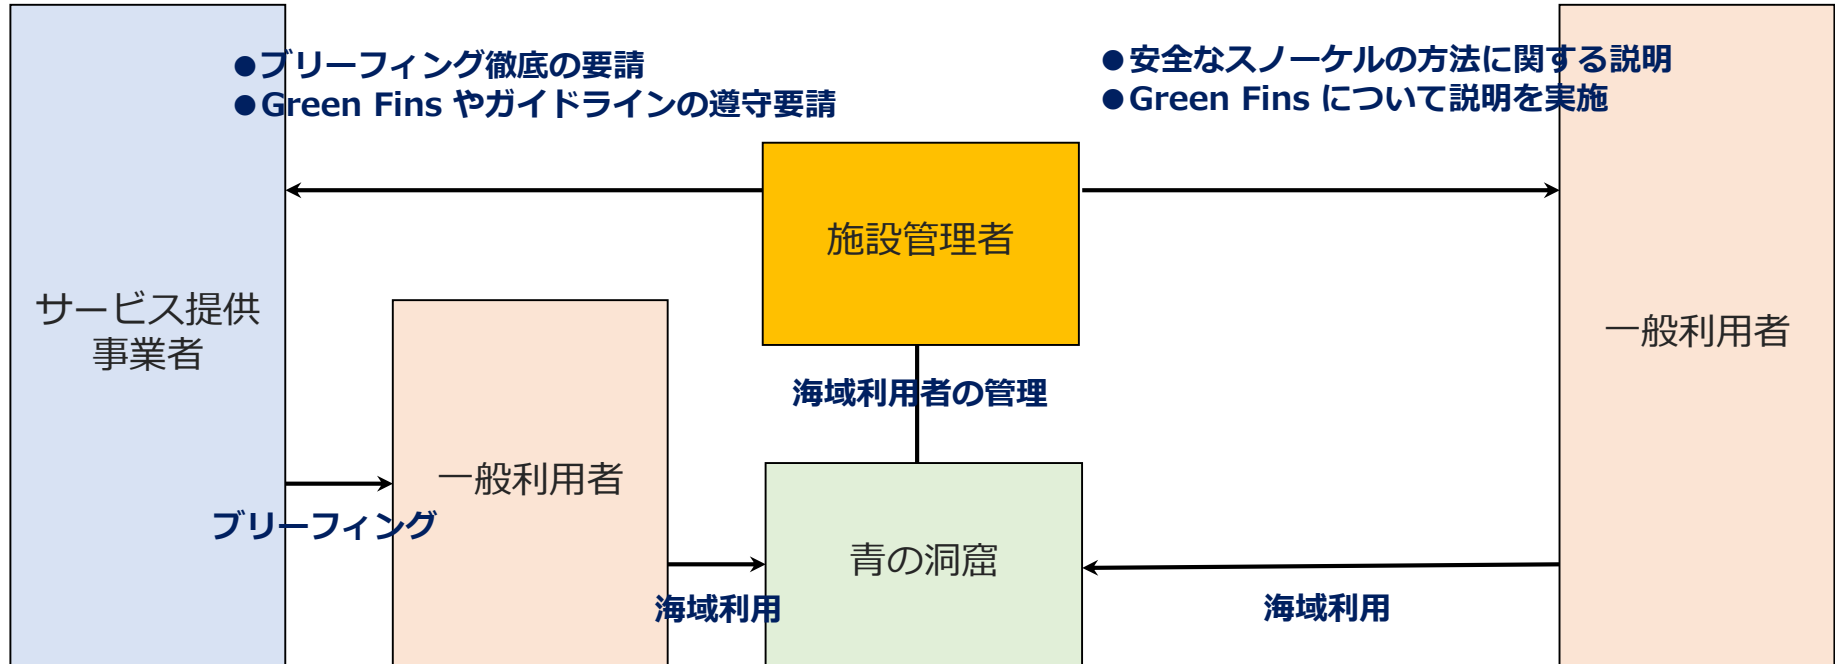 ●ブリーフィング徹底の要請
●Green Fins やガイドラインの遵守要請
●安全なスノーケルの方法に関する説明
●Green Fins について説明を実施
施設管理者
サービス提供
事業者
一般利用者
海域利用者の管理
一般利用者
ブリーフィング
青の洞窟
海域利用
海域利用